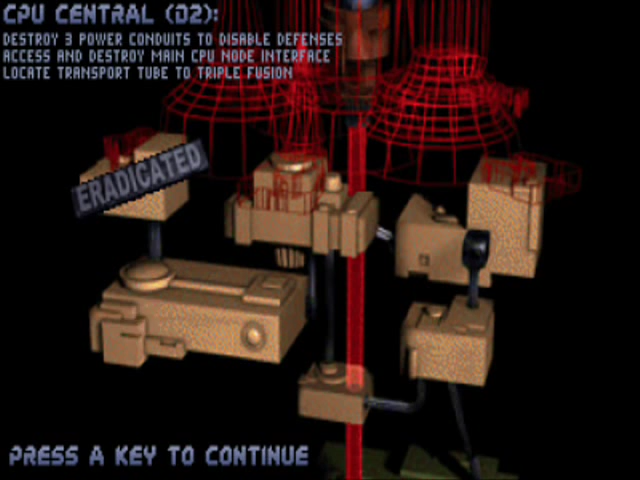 CPU CENTRAL (D2):
DESTROY 3 POWER CONDUITS TO DISABLE DEFENSES
ACCESS AND DESTROY MAIN CPU NODE INTERFACE
LOCATE TRANSPORT TUBE TO TRIPLE FUSION
ERADICATED
PRESS A KEY TO CONTINUE